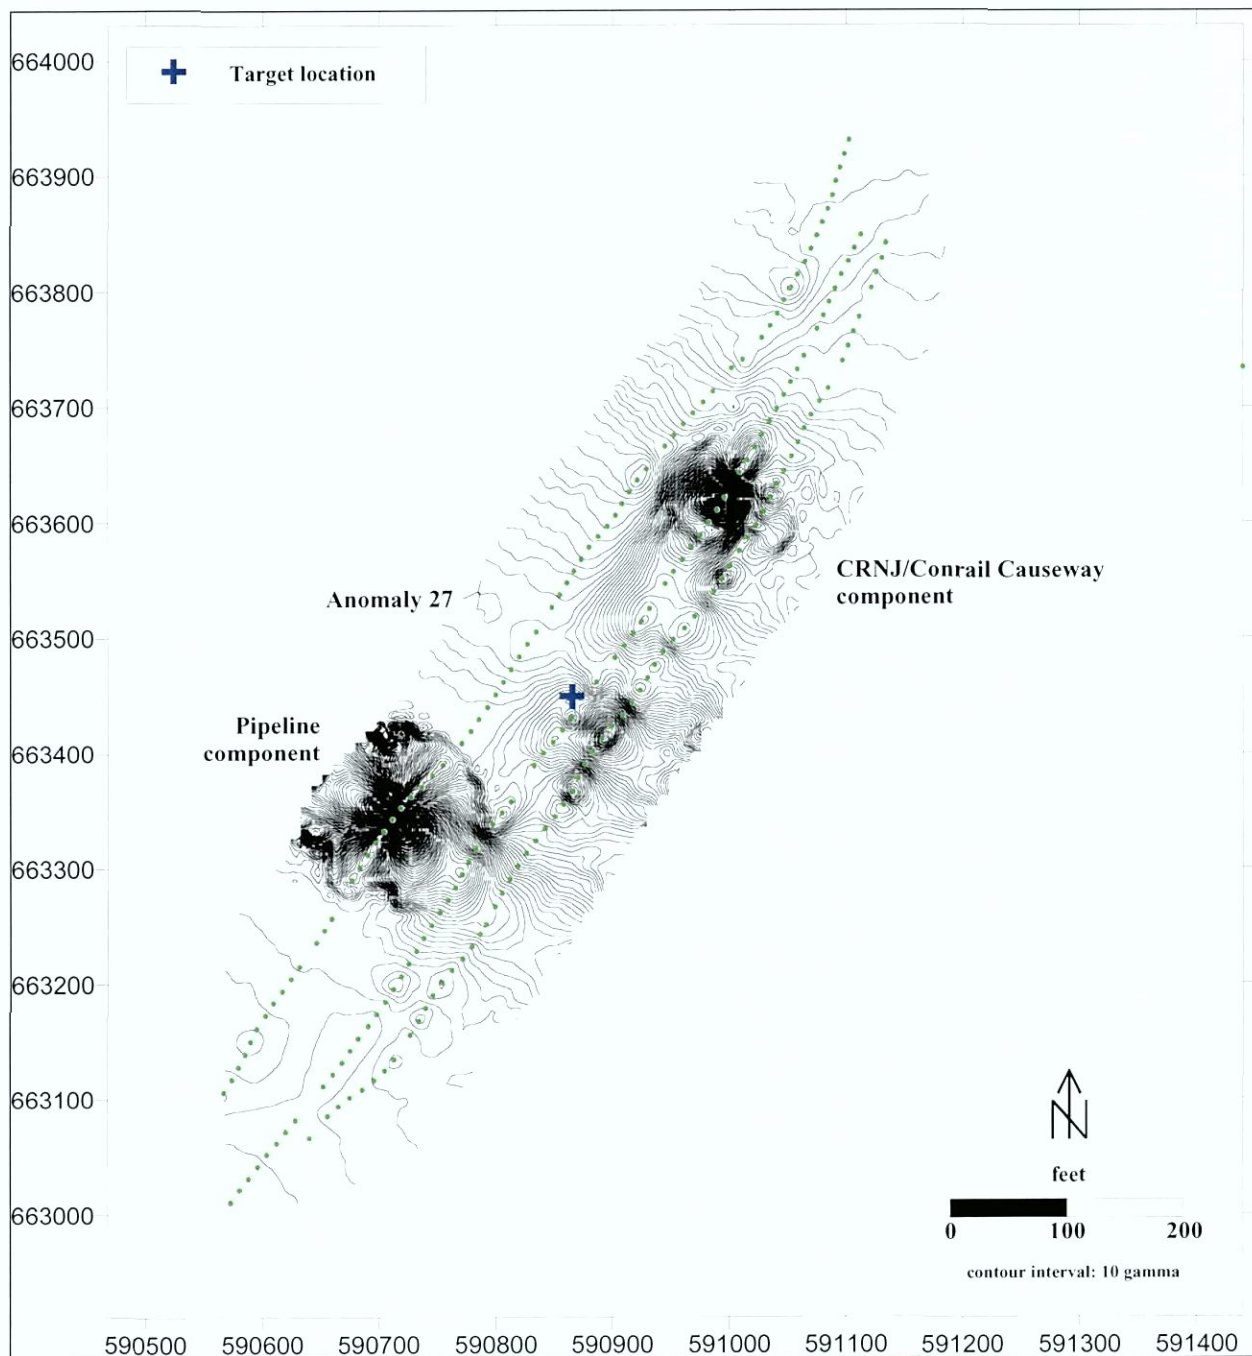 664000
Target location
663900
663800
663700
663600
CRNJ/Conrail Causeway
component
Anomaly 27
663500
Pipeline
component
663400
663300
663200
663100
N
feet
663000
0 100 200
contour interval: 10 gamma
590500 590600 590700 590800 590900 591000 591100 591200 591300 591400